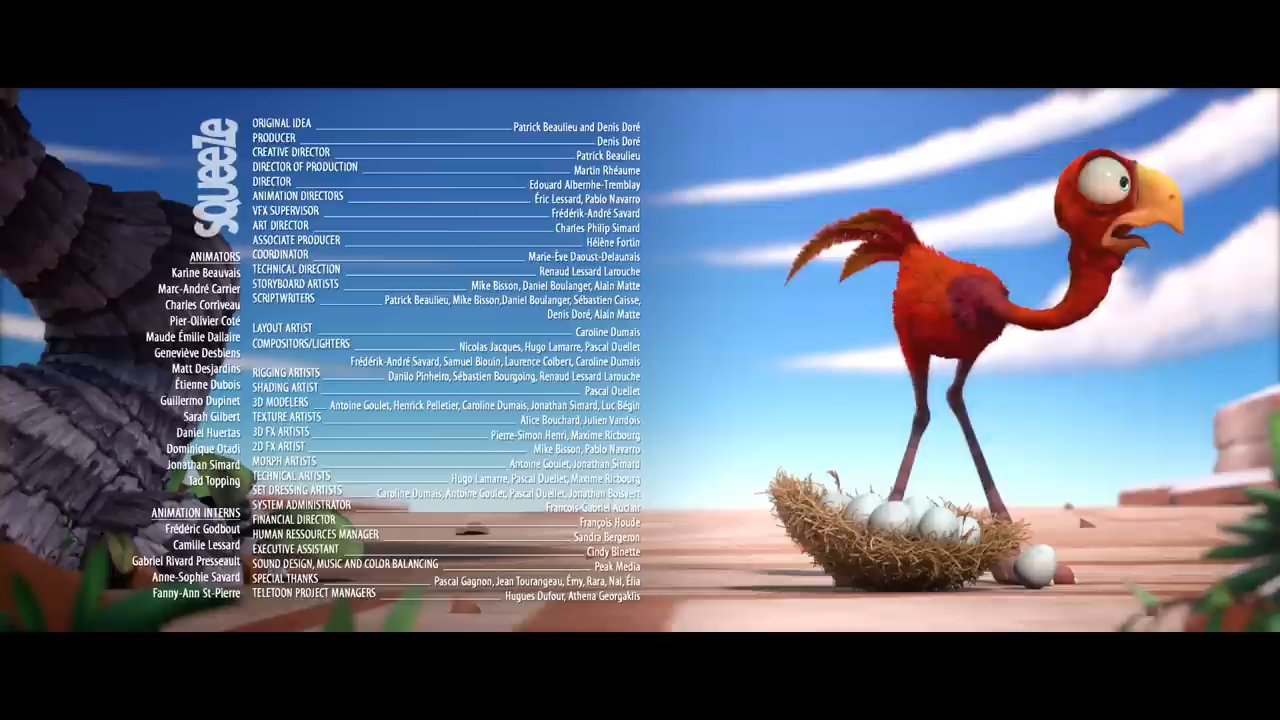 squeeze
ANIMATORS
Karine Beauvais
Marc-André Carrier
Charles Corriveau
Pier-Olivier Coté
Maude Émilie Dallaire
Geneviève Desbiens
Matt Desjardins
Étienne Dubois
Guillermo Dupinet
Sarah Gilbert
Daniel Huertas
Dominique Otadi
Jonathan Simard
Tad Topping
ANIMATION INTERNS
Frédéric Godbout
Camille Lessard
Gabriel Rivard Presseault
Anne-Sophie Savard
Fanny-Ann St-Pierre
ORIGINAL IDEA Patrick Beaulieu and Denis Doré
PRODUCER Denis Doré
CREATIVE DIRECTOR Patrick Beaulieu
DIRECTOR OF PRODUCTION Martin Rhéaume
DIRECTOR Edouard Albernhe-Tremblay
ANIMATION DIRECTORS Éric Lessard, Pablo Navarro
VFX SUPERVISOR Frédérik-André Savard
ART DIRECTOR Charles Philip Simard
ASSOCIATE PRODUCER Hélène Fortin
COORDINATOR Marie-Ève Daoust-Delaunais
TECHNICAL DIRECTION Renaud Lessard Larouche
STORYBOARD ARTISTS Mike Bisson, Daniel Boulanger, Alain Matte
SCRIPTWRITERS Patrick Beaulieu, Mike Bisson,Daniel Boulanger, Sébastien Caisse,
Denis Doré, Alain Matte
LAYOUT ARTIST Caroline Dumais
COMPOSITORS/LIGHTERS Nicolas Jacques, Hugo Lamarre, Pascal Ouellet
Frédérik-André Savard, Samuel Blouin, Laurence Colbert, Caroline Dumais
RIGGING ARTISTS Danilo Pinheiro, Sébastien Bourgoing, Renaud Lessard Larouche
SHADING ARTIST Pascal Ouellet
3D MODELERS Antoine Goulet, Henrick Pelletier, Caroline Dumais, Jonathan Simard, Luc Bégin
TEXTURE ARTISTS Alice Bouchard, Julien Vandois
3D FX ARTISTS Pierre-Simon Henri, Maxime Ricbourg
2D FX ARTIST Mike Bisson, Pablo Navarro
MORPH ARTISTS Antoine Goulet, Jonathan Simard
TECHNICAL ARTISTS Hugo Lamarre, Pascal Ouellet, Maxime Ricbourg
SET DRESSING ARTISTS Caroline Dumais, Antoine Goulet, Pascal Ouellet, Jonathan Boisvert
SYSTEM ADMINISTRATOR Francois-Gabriel Auclair
FINANCIAL DIRECTOR François Houde
HUMAN RESSOURCES MANAGER Sandra Bergeron
EXECUTIVE ASSISTANT Cindy Binette
SOUND DESIGN, MUSIC AND COLOR BALANCING Peak Media
SPECIAL THANKS Pascal Gagnon, Jean Tourangeau, Émy, Rara, Naï, Élia
TELETOON PROJECT MANAGERS Hugues Dufour, Athena Georgaklis